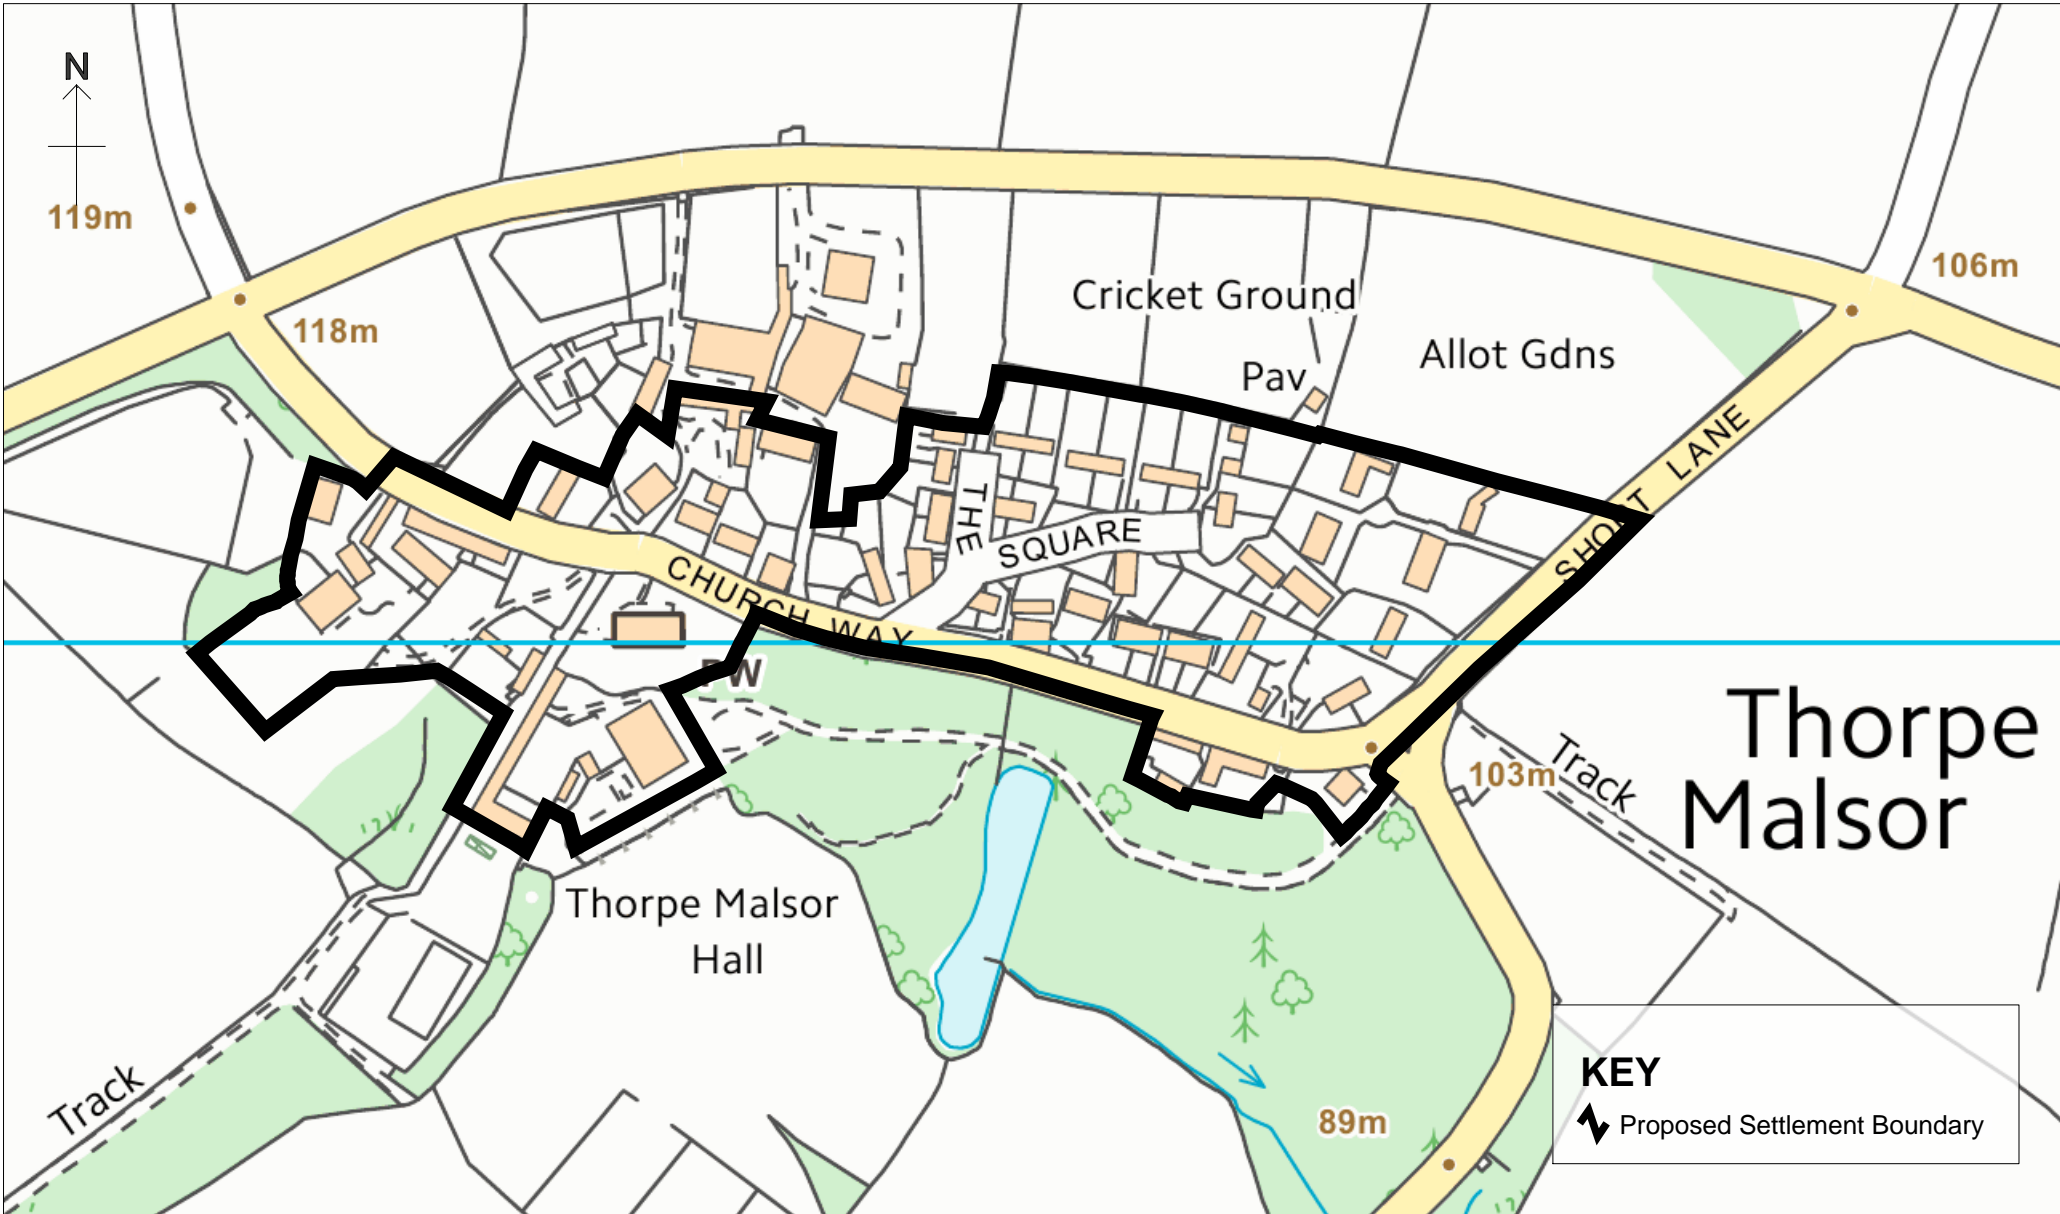 N
119m
118m
106m
Cricket Ground
Allot Gdns
Pav
SHORT LANE
THE
SQUARE
CHURCH WAY
PW
Thorpe
Malsor
103m
Track
Thorpe Malsor
Hall
Track
89m
KEY
Proposed Settlement Boundary